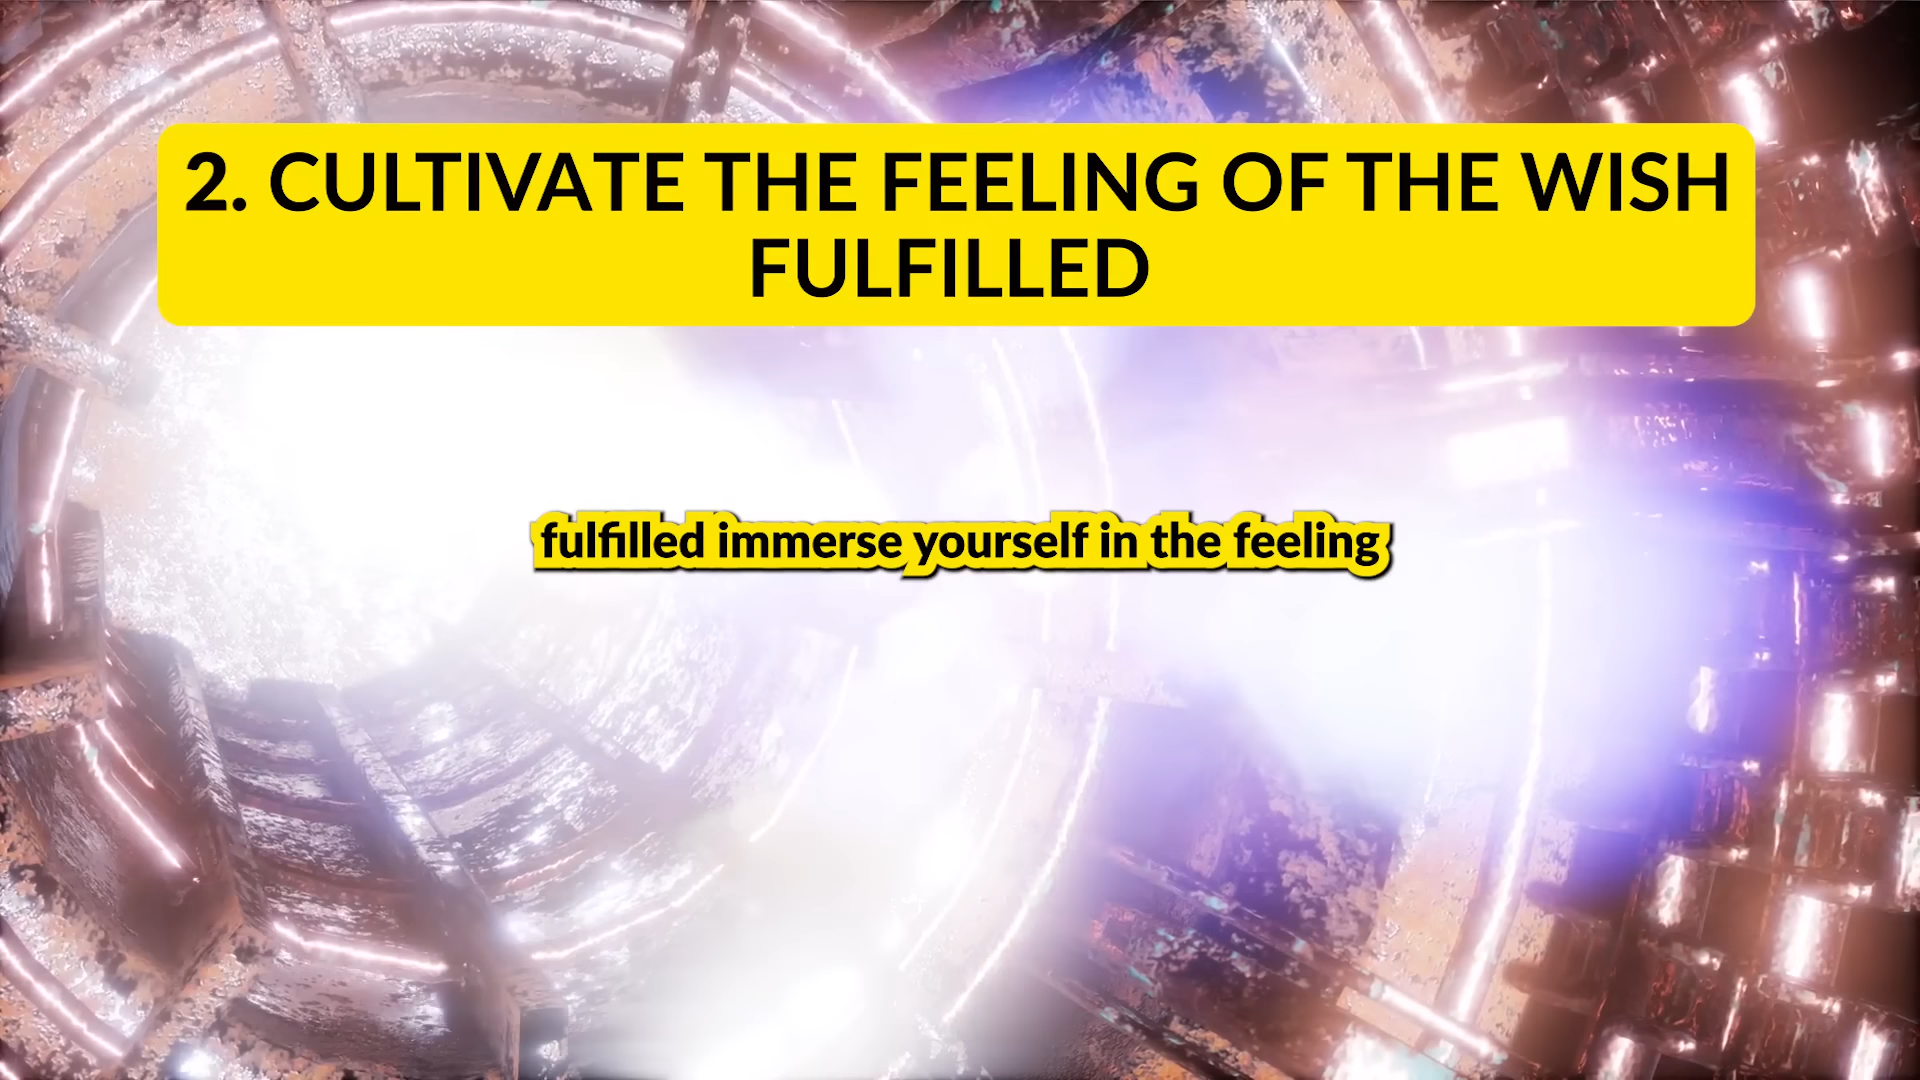 2. CULTIVATE THE FEELING OF THE WISH
FULFILLED
fulfilled immerse yourself in the feeling